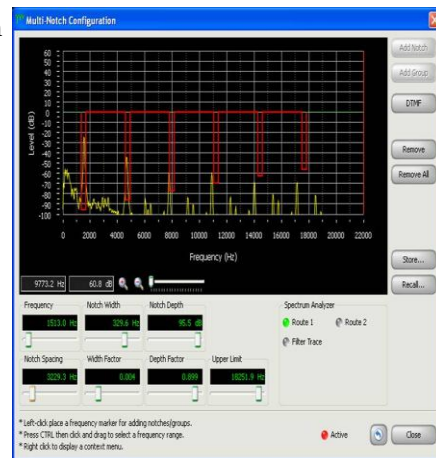 Multi-Notch Configuration
Level (dB)
60
50
40
30
20
10
0
-10
-20
-30
-40
-50
-60
-70
-80
-90
-100
0 2000 4000 6000 8000 10000 12000 14000 16000 18000 20000 22000
Frequency (Hz)
Add Notch
Add Group
DTMF
Remove
Remove All
Store...
Recall...
9773.2 Hz 60.8 dB
Frequency Notch Width Notch Depth
1513.0 Hz 329.6 Hz 95.5 dB
Notch Spacing Width Factor Depth Factor Upper Limit
3229.3 Hz 0.004 0.899 18251.9 Hz
Spectrum Analyzer
Route 1 Route 2
Filter Trace
* Left-click place a frequency marker for adding notches/groups.
* Press CTRL then click and drag to select a frequency range.
* Right click to display a context menu.
Active Close